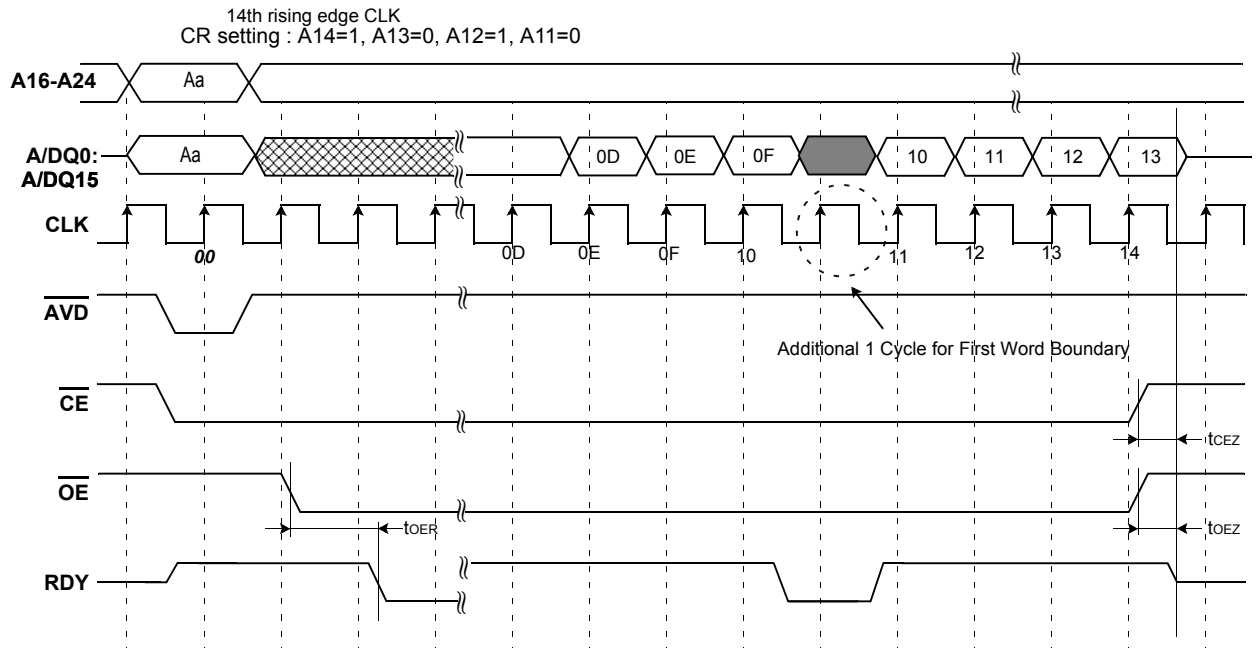 14th rising edge CLK
CR setting : A14=1, A13=0, A12=1, A11=0
A16-A24 Aa
A/DQ0: Aa 0D 0E 0F 10 11 12 13
A/DQ15
CLK
00 0D 0E 0F 10 11 12 13 14
AVD
Additional 1 Cycle for First Word Boundary
CE
tCEZ
OE
tOER tOEZ
RDY